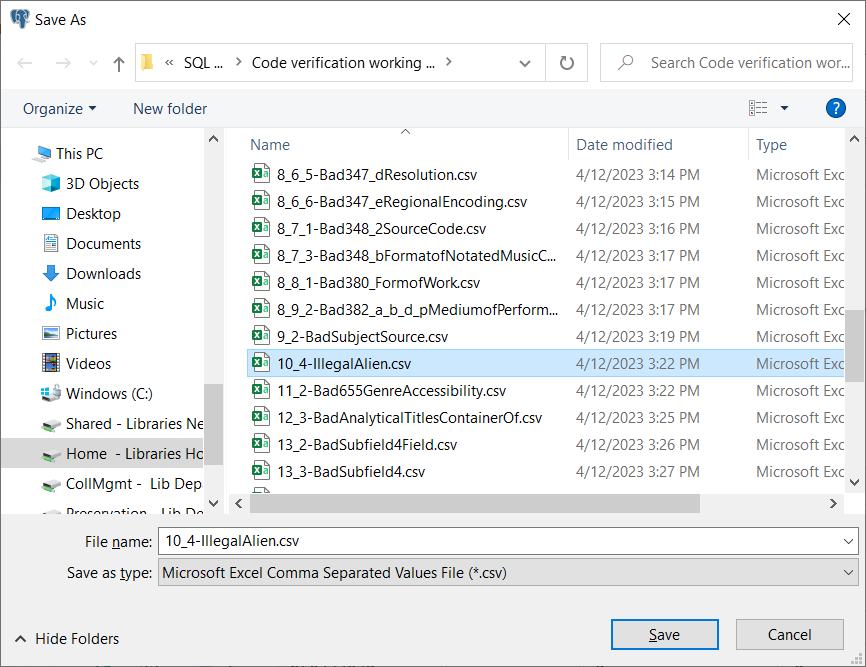 Save As
« SQL ... > Code verification working ... >
Search Code verification wor...
Organize New folder
?
This PC
3D Objects
Desktop
Documents
Downloads
Music
Pictures
Videos
Windows (C:)
Shared - Libraries Ne
Home - Libraries Ho
CollMgmt - Lib Dep
Preservation - Lib De
Name Date modified Type
8_6_5-Bad347_dResolution.csv 4/12/2023 3:14 PM Microsoft Exc
8_6_6-Bad347_eRegionalEncoding.csv 4/12/2023 3:15 PM Microsoft Exc
8_7_1-Bad348_2SourceCode.csv 4/12/2023 3:16 PM Microsoft Exc
8_7_3-Bad348_bFormatofNotatedMusicC... 4/12/2023 3:17 PM Microsoft Exc
8_8_1-Bad380_FormofWork.csv 4/12/2023 3:17 PM Microsoft Exc
8_9_2-Bad382_a_b_d_pMediumofPerform... 4/12/2023 3:17 PM Microsoft Exc
9_2-BadSubjectSource.csv 4/12/2023 3:19 PM Microsoft Exc
10_4-IllegalAlien.csv 4/12/2023 3:22 PM Microsoft Exc
11_2-Bad655GenreAccessibility.csv 4/12/2023 3:22 PM Microsoft Exc
12_3-BadAnalyticalTitlesContainerOf.csv 4/12/2023 3:25 PM Microsoft Exc
13_2-BadSubfield4Field.csv 4/12/2023 3:26 PM Microsoft Exc
13_3-BadSubfield4.csv 4/12/2023 3:27 PM Microsoft Exc
File name: 10_4-IllegalAlien.csv
Save as type: Microsoft Excel Comma Separated Values File (*.csv)
Hide Folders
Save Cancel